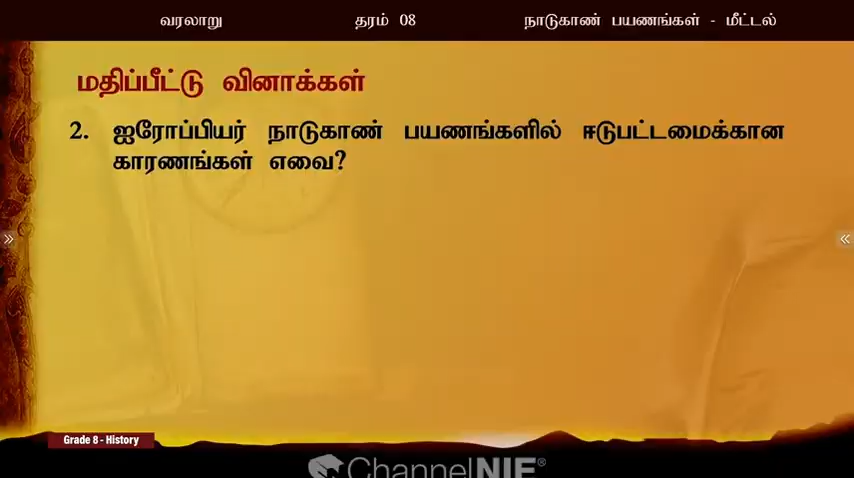 வரலாறு தரம் 08 நாடுகாண் பயணங்கள் - மீட்டல்
மதிப்பீட்டு வினாக்கள்
2. ஐரோப்பியர் நாடுகாண் பயணங்களில் ஈடுபட்டமைக்கான
காரணங்கள் எவை?
Grade 8 - History
ChannelNIE®